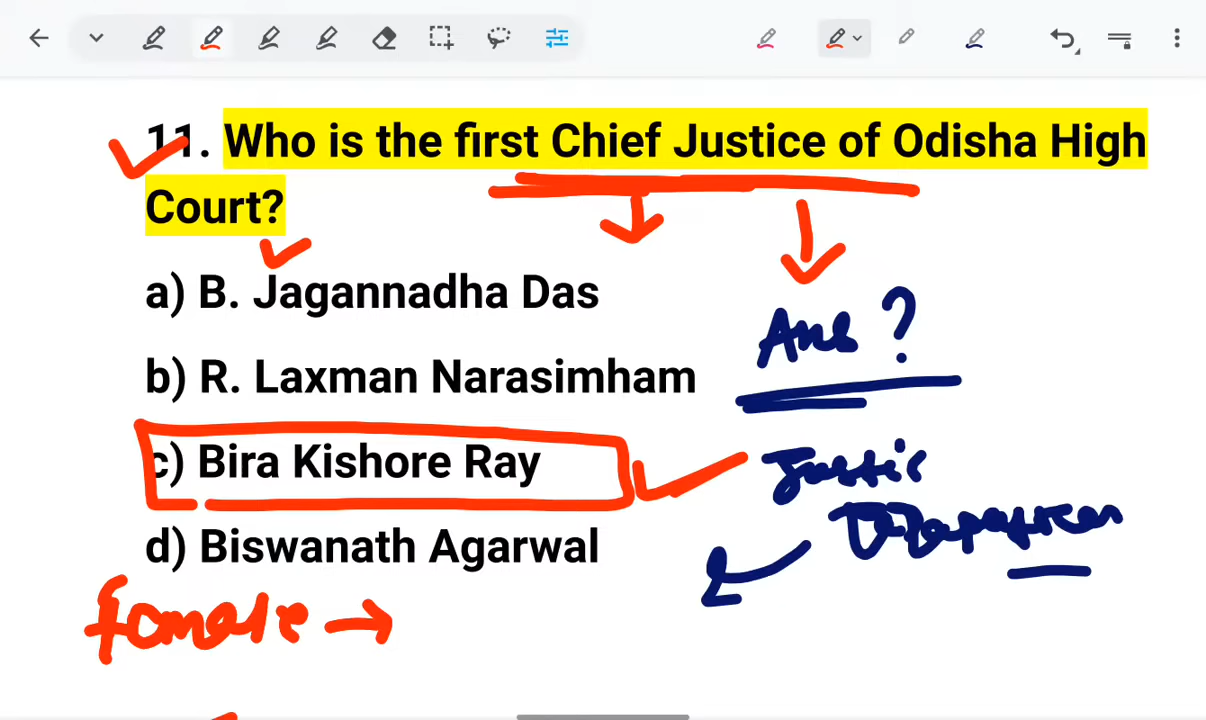 11. Who is the first Chief Justice of Odisha High
Court?
a) B. Jagannadha Das
b) R. Laxman Narasimham
c) Bira Kishore Ray
d) Biswanath Agarwal
Ans ?
Justic
female →